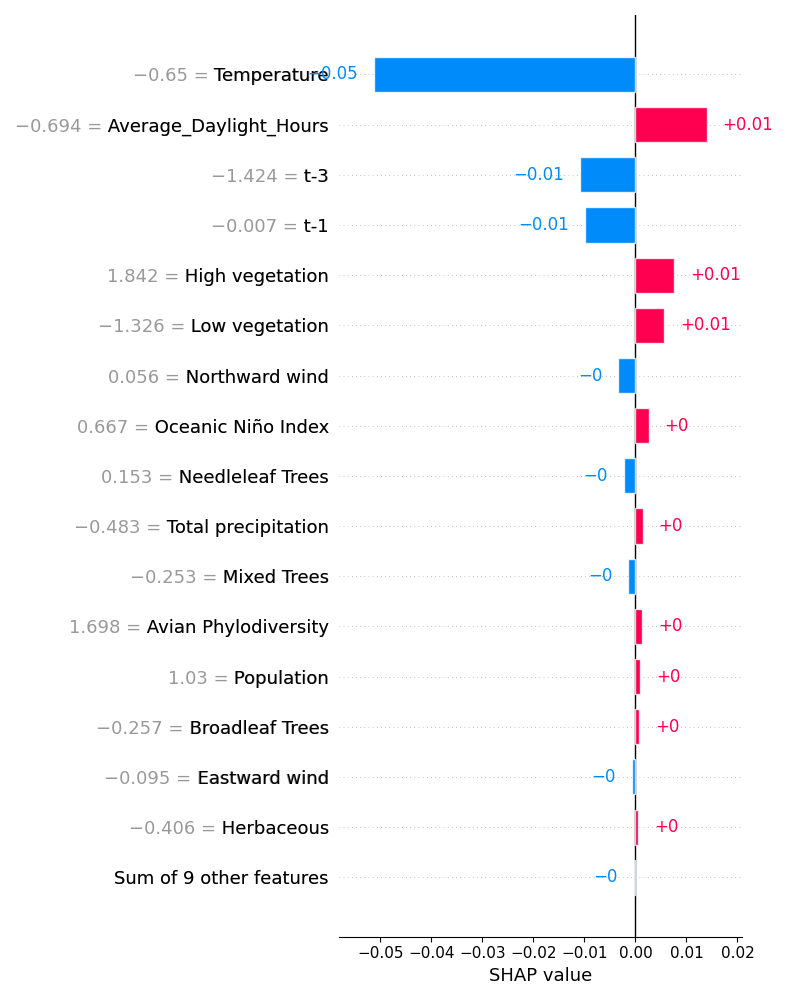 −0.65 = Temperature −0.05
−0.694 = Average_Daylight_Hours +0.01
−1.424 = t-3 −0.01
−0.007 = t-1 −0.01
1.842 = High vegetation +0.01
−1.326 = Low vegetation +0.01
0.056 = Northward wind −0
0.667 = Oceanic Niño Index +0
0.153 = Needleleaf Trees −0
−0.483 = Total precipitation +0
−0.253 = Mixed Trees −0
1.698 = Avian Phylodiversity +0
1.03 = Population +0
−0.257 = Broadleaf Trees +0
−0.095 = Eastward wind −0
−0.406 = Herbaceous +0
Sum of 9 other features −0
−0.05 −0.04 −0.03 −0.02 −0.01 0.00 0.01 0.02
SHAP value